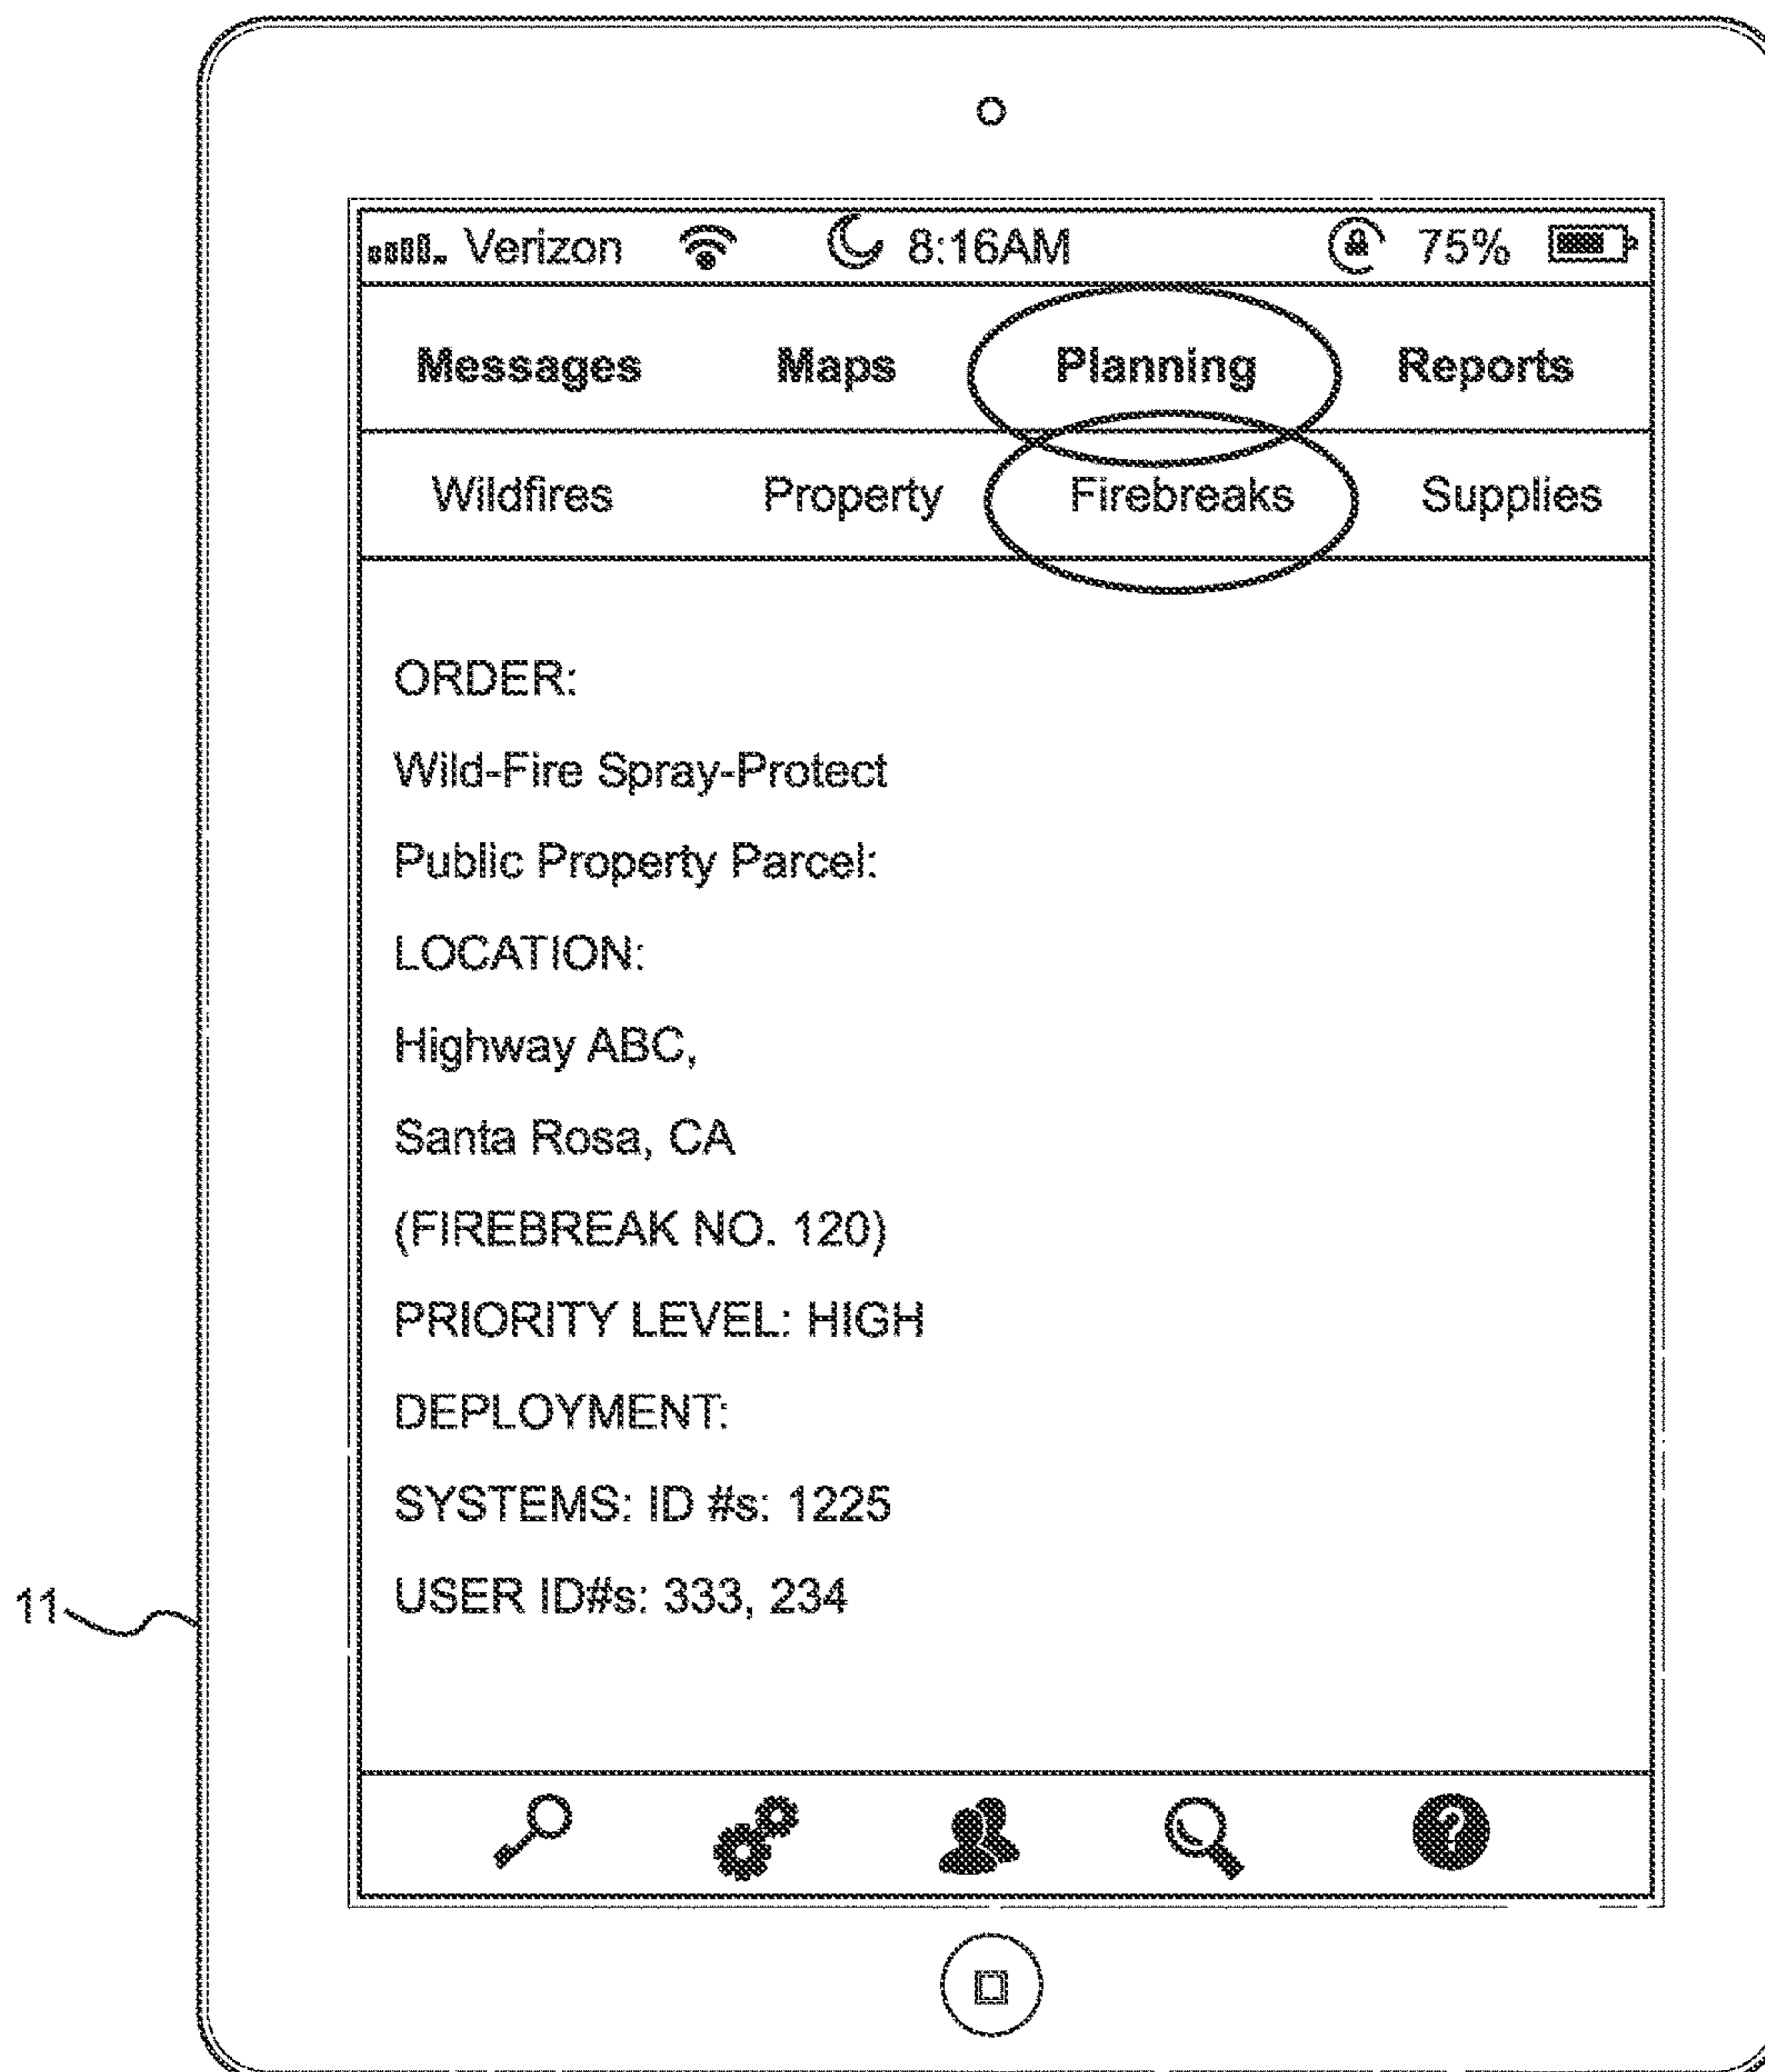 Verizon 8:16AM 75%
Messages Maps Planning Reports
Wildfires Property Firebreaks Supplies
ORDER:
Wild-Fire Spray-Protect
Public Property Parcel:
LOCATION:
Highway ABC,
Santa Rosa, CA
(FIREBREAK NO. 120)
PRIORITY LEVEL: HIGH
DEPLOYMENT:
SYSTEMS: ID #s: 1225
USER ID#s: 333, 234
11
?